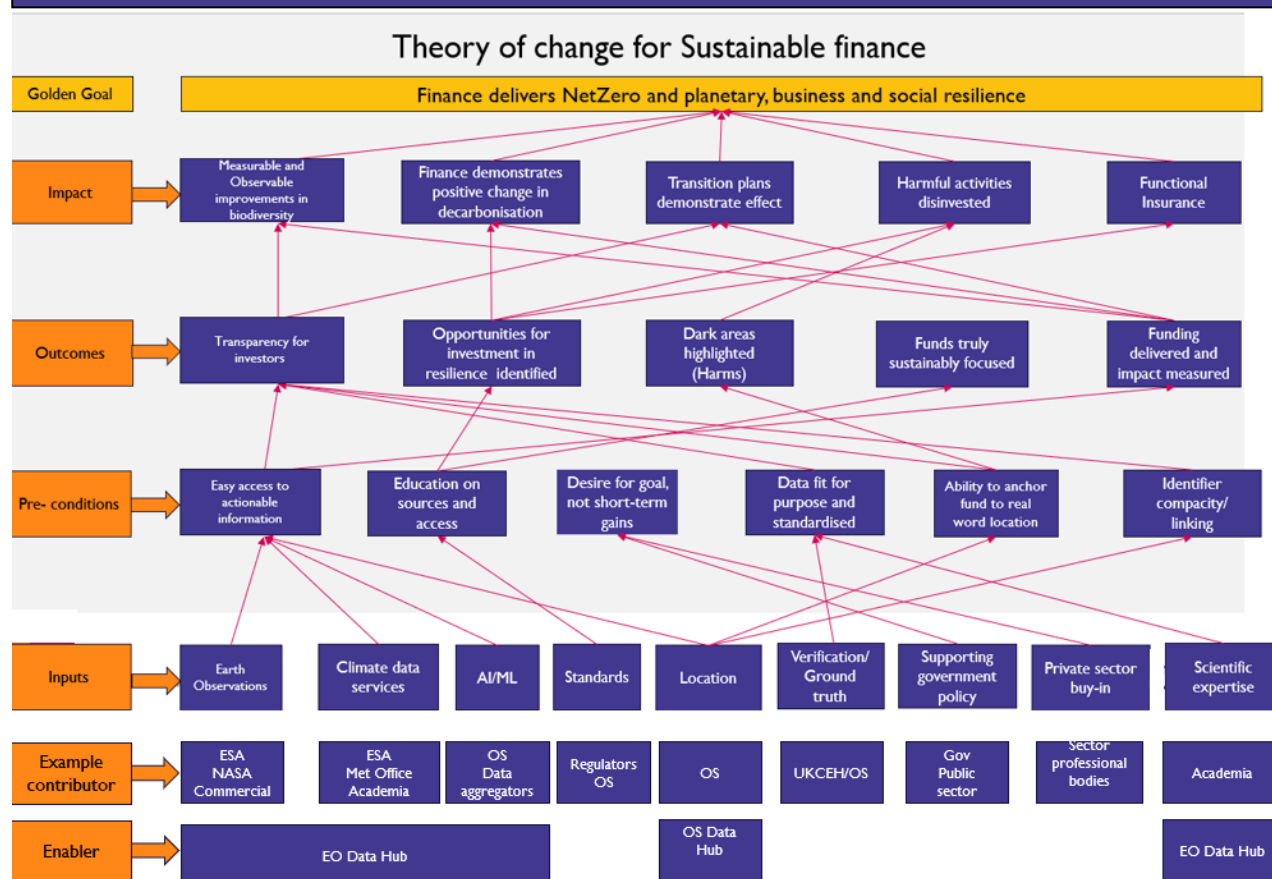 Theory of change for Sustainable finance
Golden Goal
Finance delivers NetZero and planetary, business and social resilience
Impact
Measurable and
Observable
improvements in
biodiversity
Finance demonstrates
positive change in
decarbonisation
Transition plans
demonstrate effect
Harmful activities
disinvested
Functional
Insurance
Outcomes
Transparency for
investors
Opportunities for
investment in
resilience identified
Dark areas
highlighted
(Harms)
Funds truly
sustainably focused
Funding
delivered and
impact measured
Pre- conditions
Easy access to
actionable
information
Education on
sources and
access
Desire for goal,
not short-term
gains
Data fit for
purpose and
standardised
Ability to anchor
fund to real
word location
Identifier
compacity/
linking
Inputs
Earth
Observations
Climate data
services
AI/ML
Standards
Location
Verification/
Ground
truth
Supporting
government
policy
Private sector
buy-in
Scientific
expertise
Example
contributor
ESA
NASA
Commercial
ESA
Met Office
Academia
OS
Data
aggregators
Regulators
OS
OS
UKCEH/OS
Gov
Public
sector
Sector
professional
bodies
Academia
Enabler
EO Data Hub
OS Data
Hub
EO Data Hub